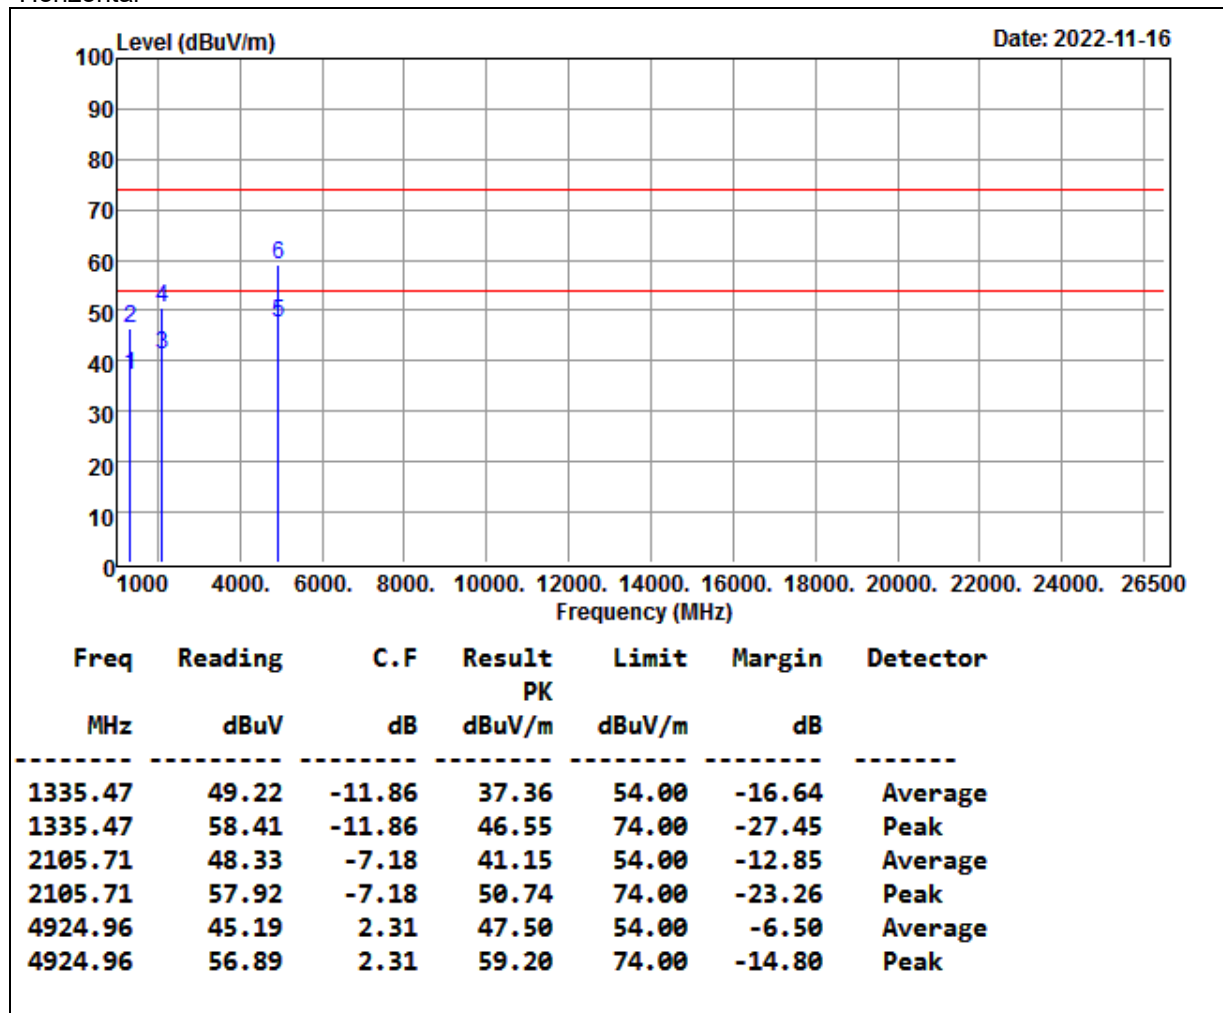 Horizontal
Level (dBuV/m) Date: 2022-11-16
100
90
80
70
6
60
4
50 2 5
3
40 1
30
20
10
0
1000 4000. 6000. 8000. 10000. 12000. 14000. 16000. 18000. 20000. 22000. 24000. 26500
Frequency (MHz)
Freq Reading C.F Result Limit Margin Detector
PK
MHz dBuV dB dBuV/m dBuV/m dB
-------- --------- -------- -------- -------- -------- -------
1335.47 49.22 -11.86 37.36 54.00 -16.64 Average
1335.47 58.41 -11.86 46.55 74.00 -27.45 Peak
2105.71 48.33 -7.18 41.15 54.00 -12.85 Average
2105.71 57.92 -7.18 50.74 74.00 -23.26 Peak
4924.96 45.19 2.31 47.50 54.00 -6.50 Average
4924.96 56.89 2.31 59.20 74.00 -14.80 Peak